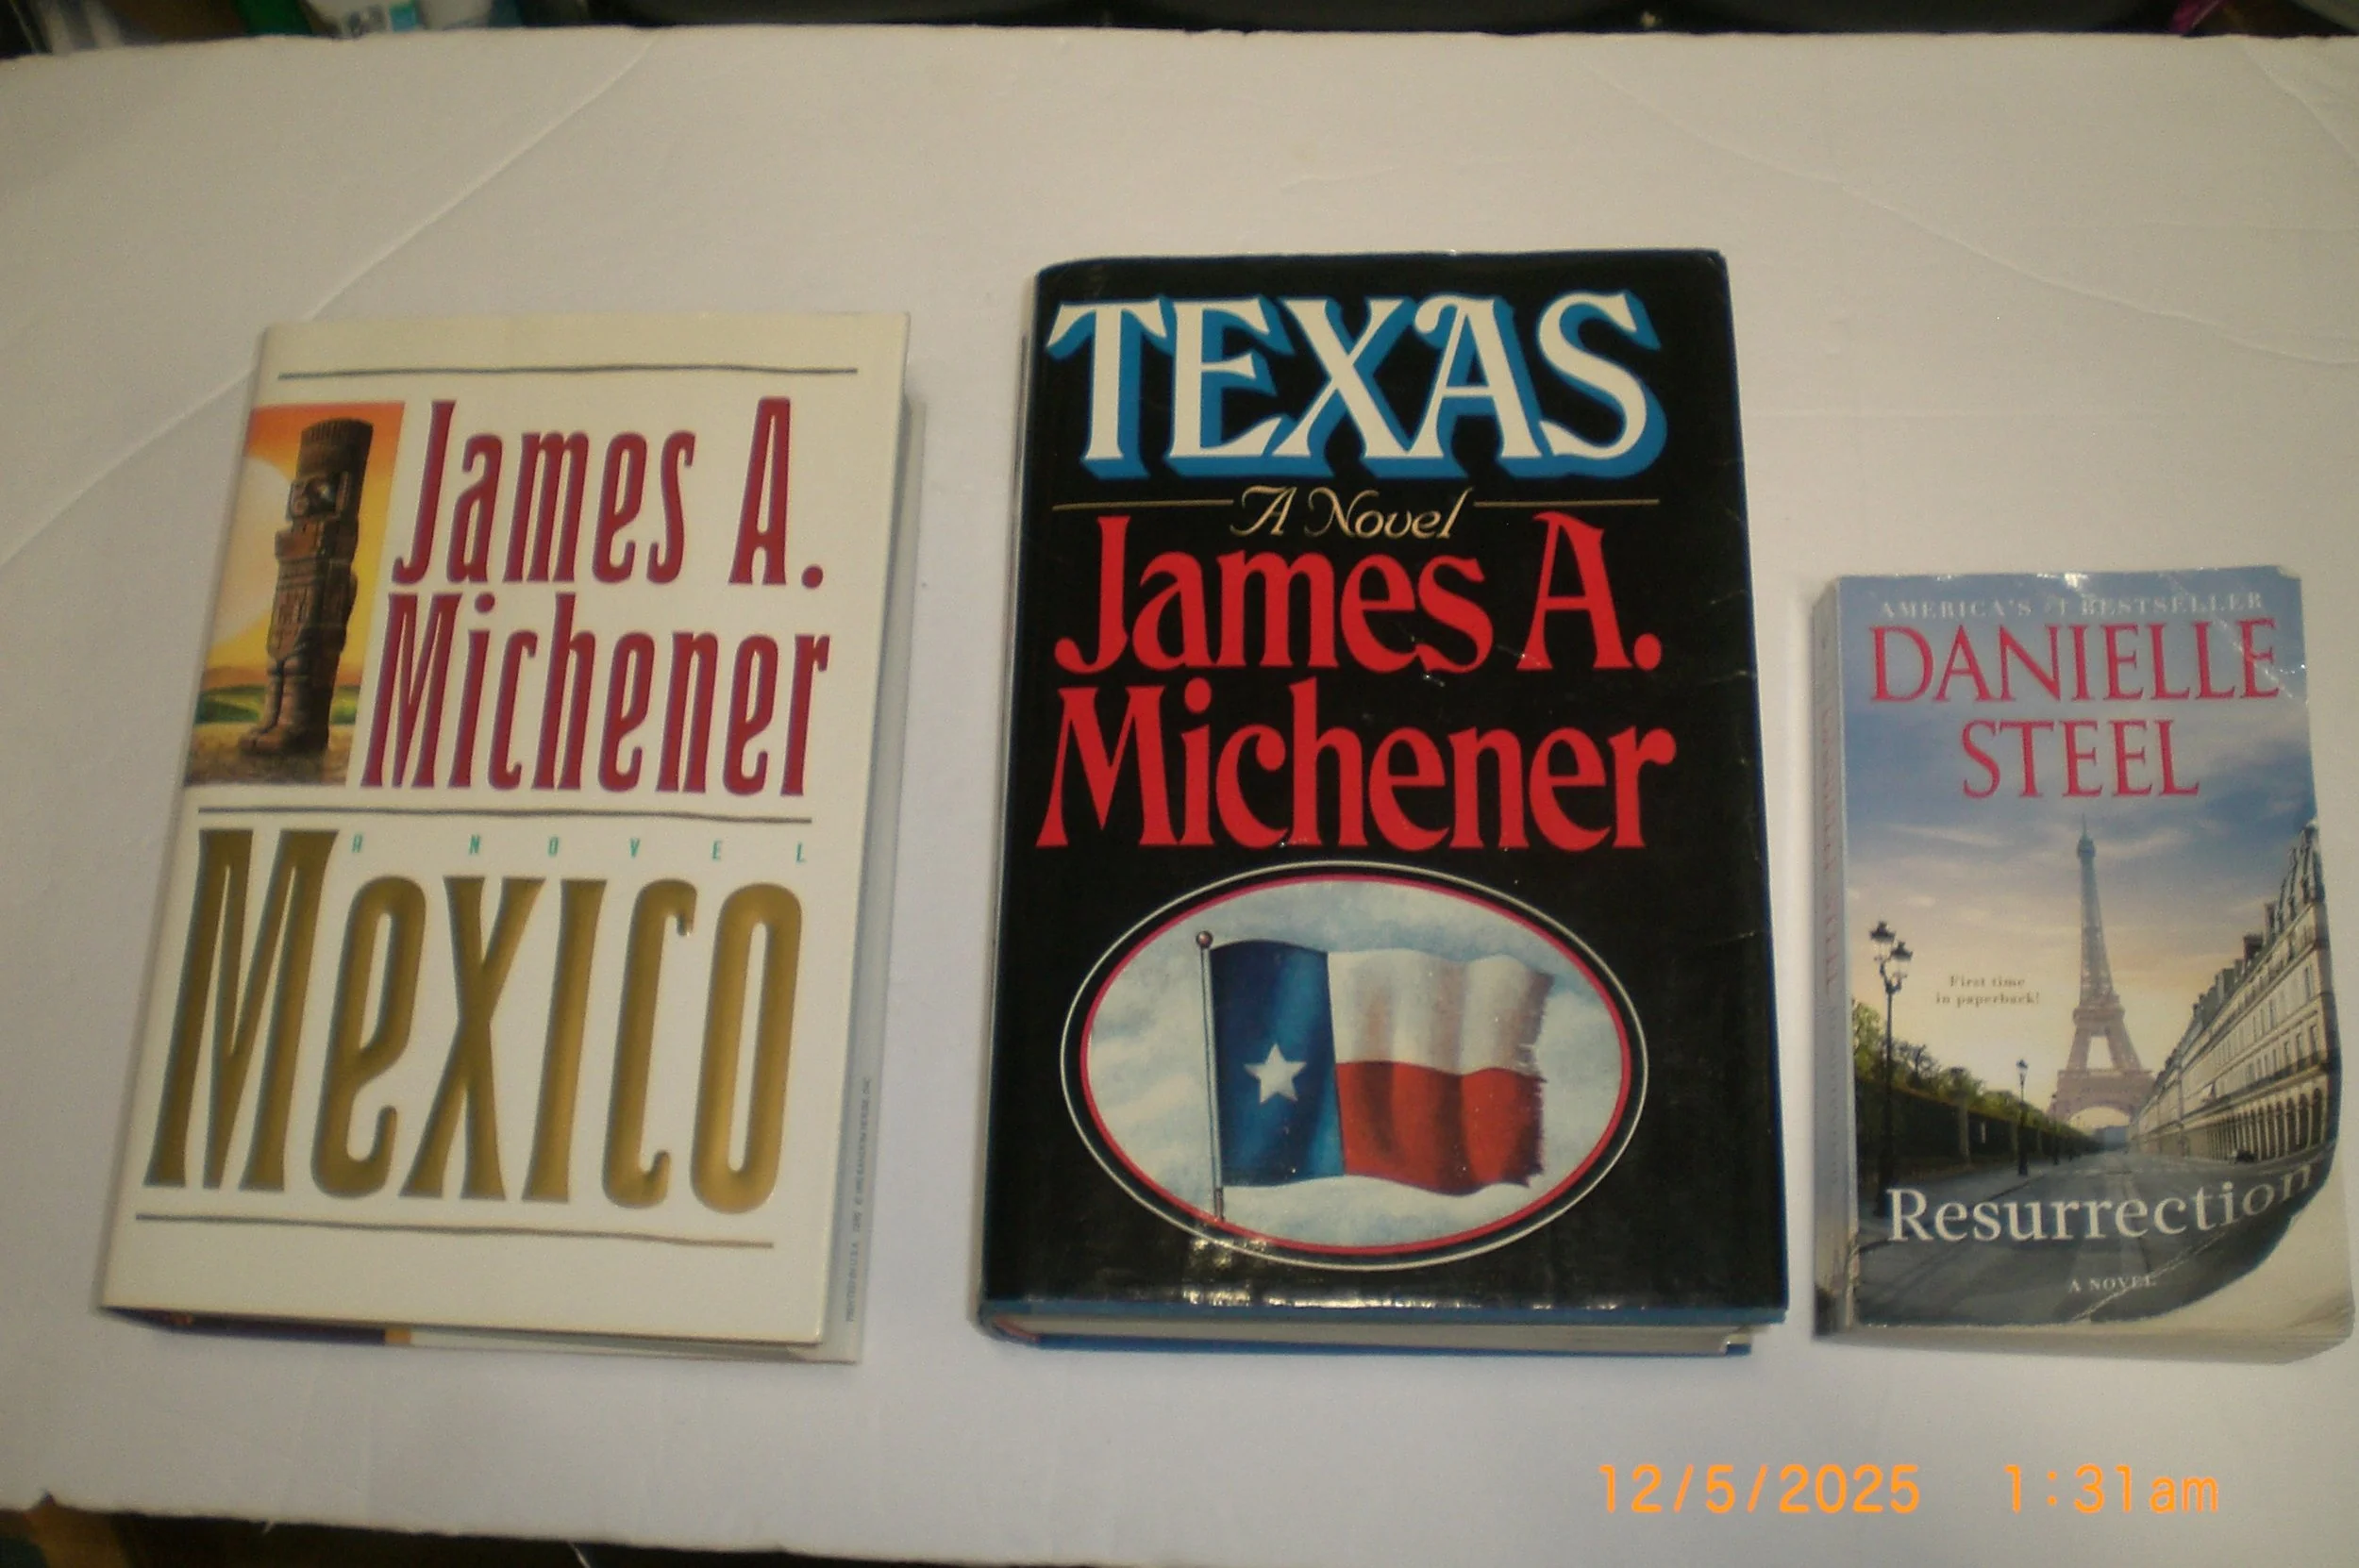 James A.
Michener
A NOVEL
MEXICO
TEXAS
A Novel
James A.
Michener
AMERICA'S #1 BESTSELLER
DANIELLE
STEEL
First time
in paperback!
Resurrection
A NOVEL
12/5/2025 1:31am